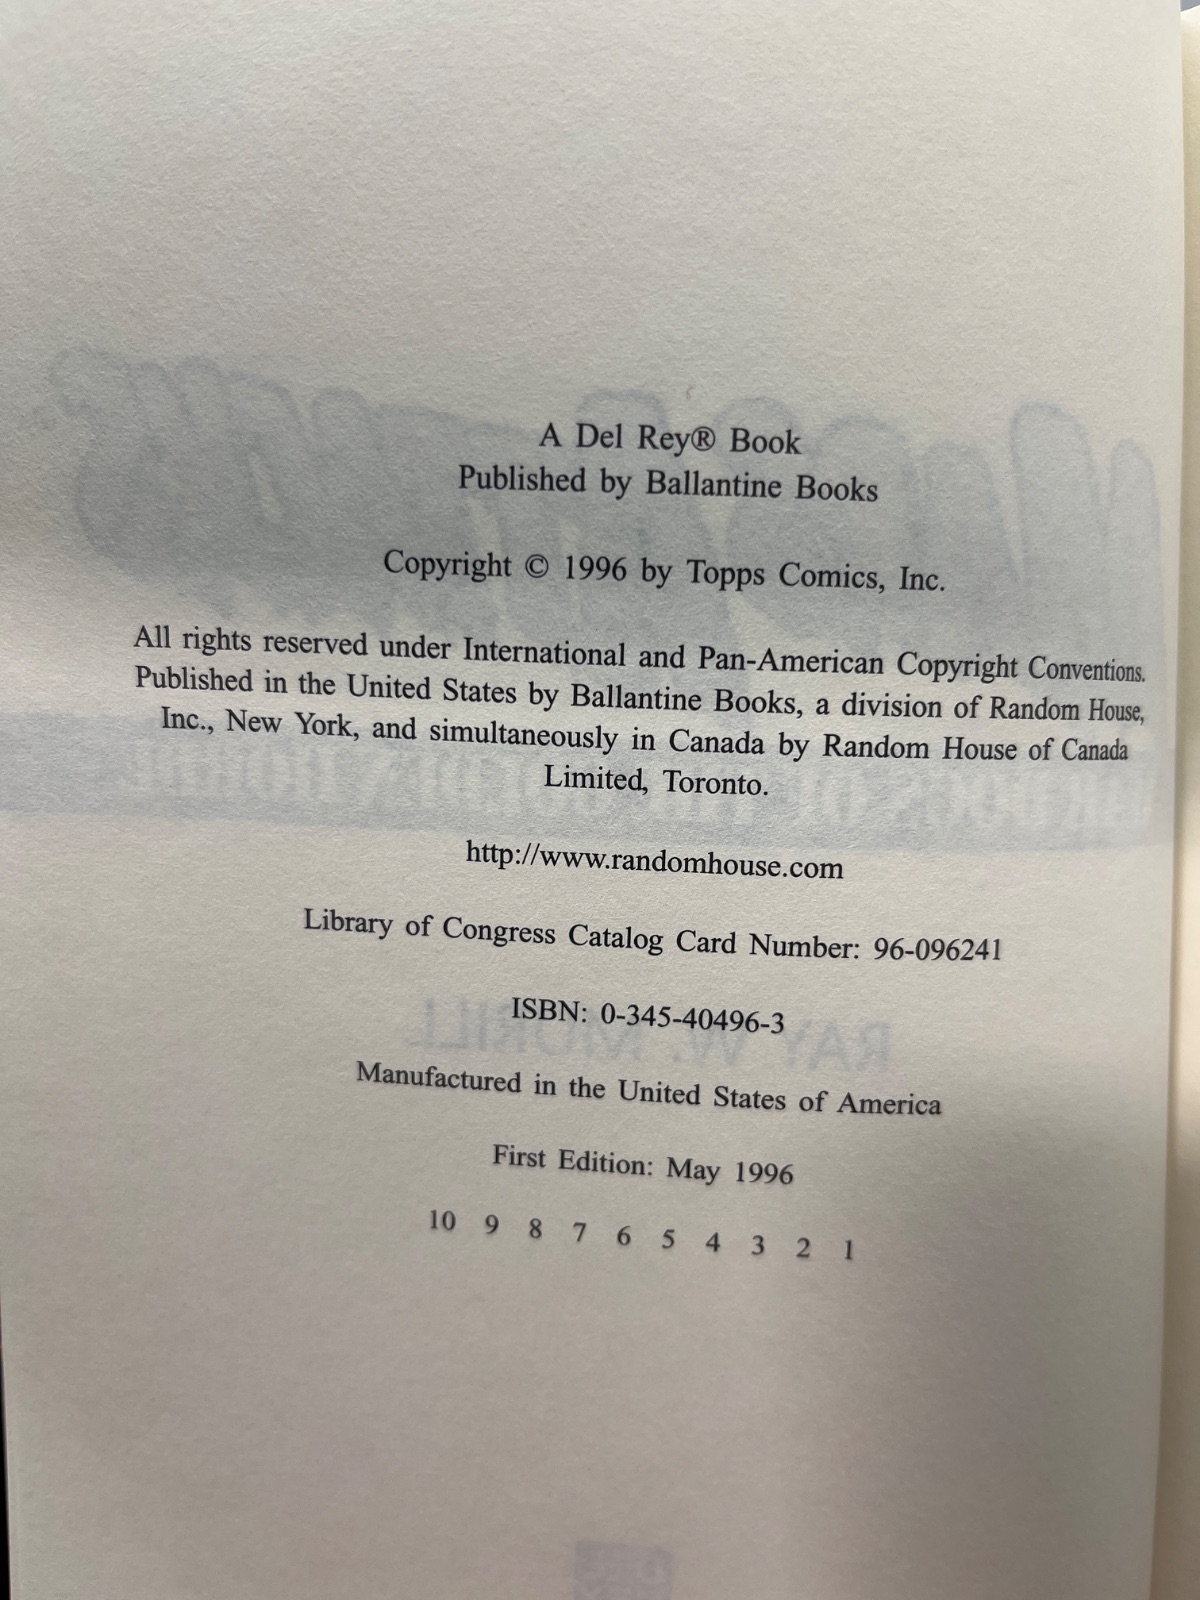 A Del Rey® Book
Published by Ballantine Books
Copyright © 1996 by Topps Comics, Inc.
All rights reserved under International and Pan-American Copyright Conventions.
Published in the United States by Ballantine Books, a division of Random House,
Inc., New York, and simultaneously in Canada by Random House of Canada
Limited, Toronto.
http://www.randomhouse.com
Library of Congress Catalog Card Number: 96-096241
ISBN: 0-345-40496-3
RAY W.
Manufactured in the United States of America
First Edition: May 1996
10 9 8 7 6 5 4 3 2 1